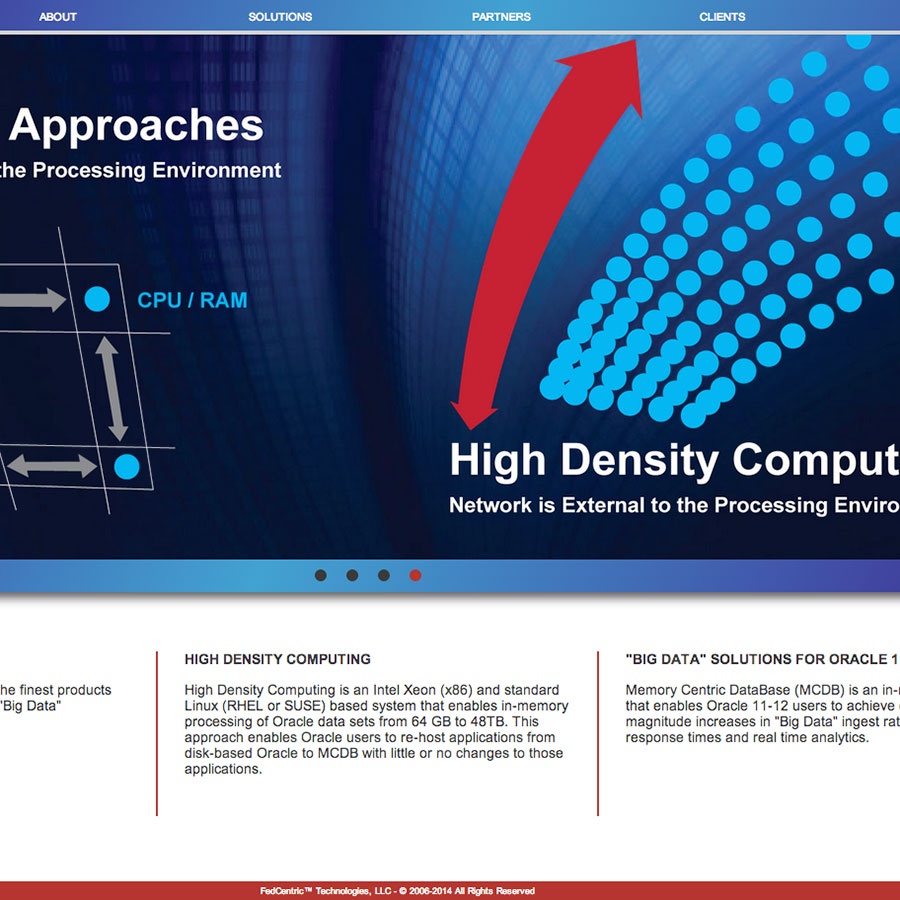 ABOUT SOLUTIONS PARTNERS CLIENTS
Approaches
the Processing Environment
CPU / RAM
High Density Comput
Network is External to the Processing Enviro
he finest products
"Big Data"
HIGH DENSITY COMPUTING
High Density Computing is an Intel Xeon (x86) and standard
Linux (RHEL or SUSE) based system that enables in-memory
processing of Oracle data sets from 64 GB to 48TB. This
approach enables Oracle users to re-host applications from
disk-based Oracle to MCDB with little or no changes to those
applications.
"BIG DATA" SOLUTIONS FOR ORACLE 1
Memory Centric DataBase (MCDB) is an in-
that enables Oracle 11-12 users to achieve
magnitude increases in "Big Data" ingest rat
response times and real time analytics.
FedCentric™ Technologies, LLC - © 2006-2014 All Rights Reserved